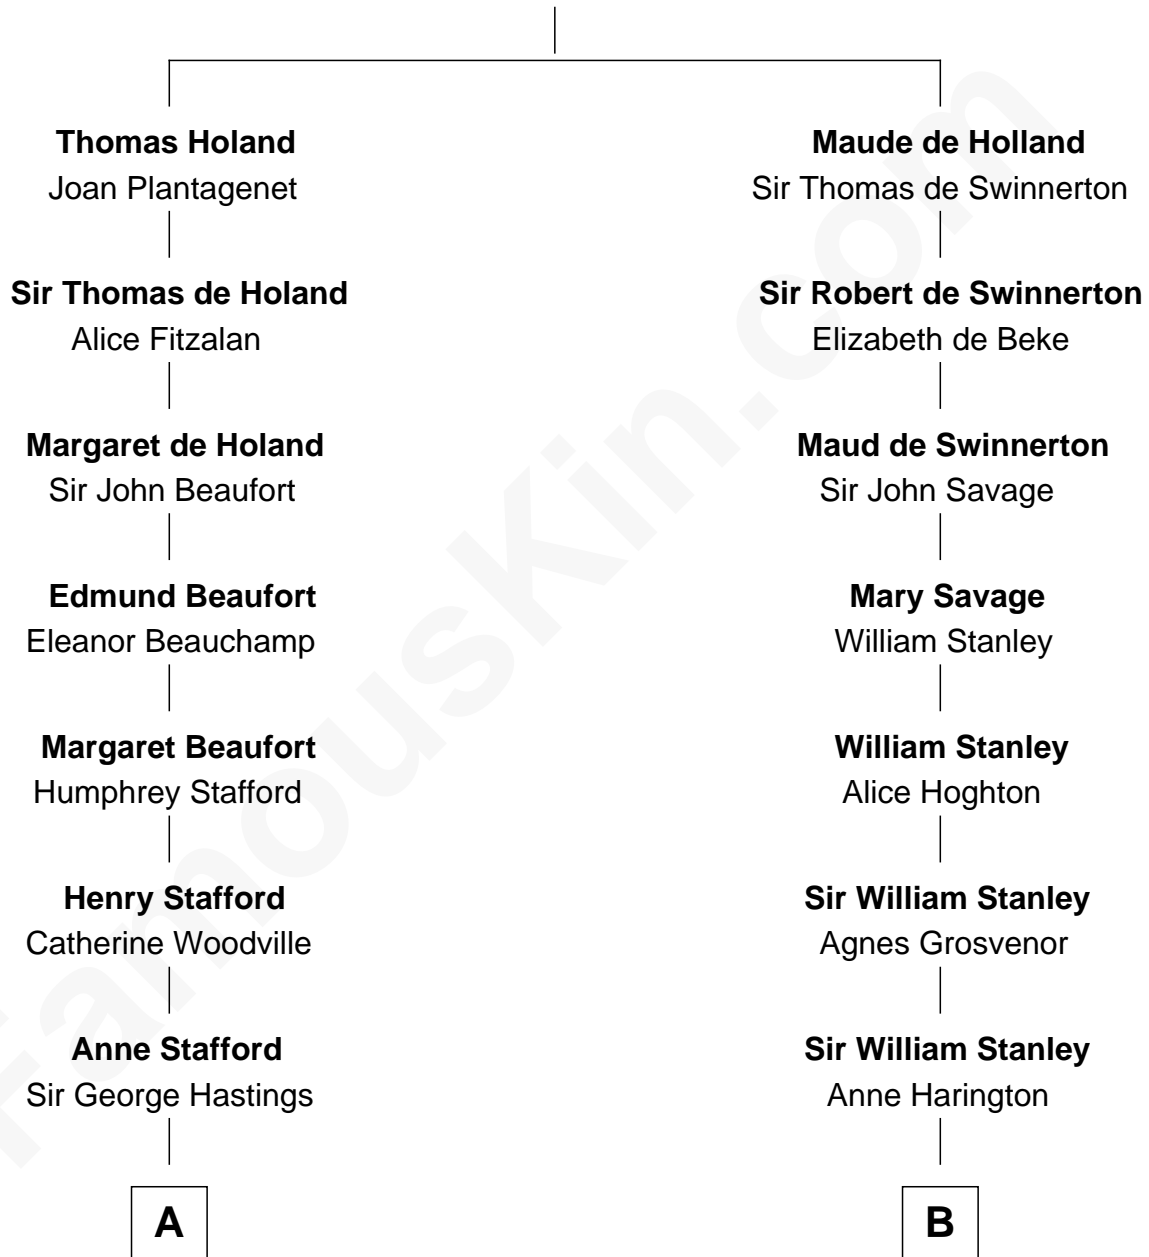 Thomas Holand
Joan Plantagenet
Maude de Holland
Sir Thomas de Swinnerton
Sir Thomas de Holand
Alice Fitzalan
Sir Robert de Swinnerton
Elizabeth de Beke
Margaret de Holand
Sir John Beaufort
Maud de Swinnerton
Sir John Savage
Edmund Beaufort
Eleanor Beauchamp
Mary Savage
William Stanley
Margaret Beaufort
Humphrey Stafford
William Stanley
Alice Hoghton
Henry Stafford
Catherine Woodville
Sir William Stanley
Agnes Grosvenor
Anne Stafford
Sir George Hastings
Sir William Stanley
Anne Harington
A
B
FamousKin.com